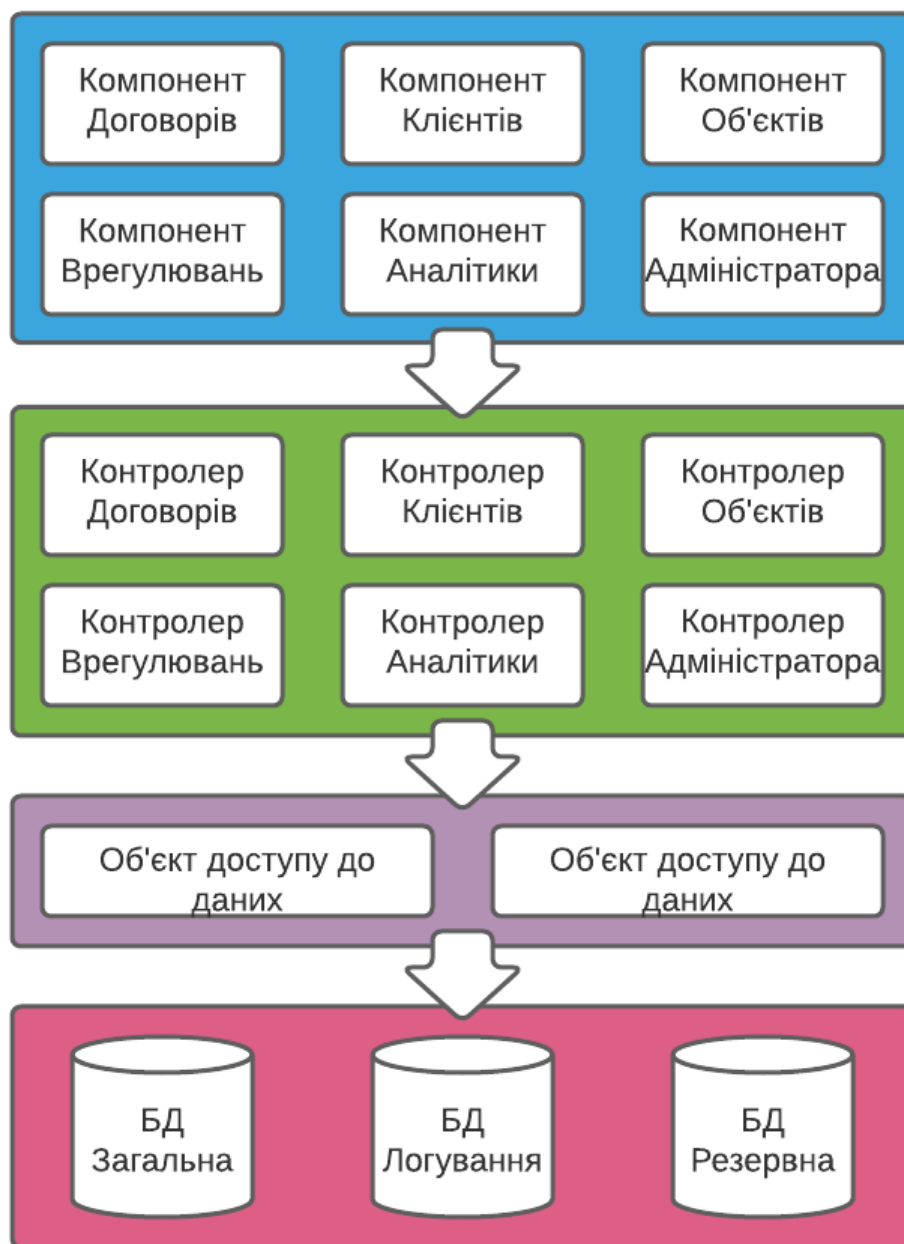 Компонент
Договорів
Компонент
Клієнтів
Компонент
Об'єктів
Компонент
Врегулювань
Компонент
Аналітики
Компонент
Адміністратора
Контролер
Договорів
Контролер
Клієнтів
Контролер
Об'єктів
Контролер
Врегулювань
Контролер
Аналітики
Контролер
Адміністратора
Об'єкт доступу до
даних
Об'єкт доступу до
даних
БД
Загальна
БД
Логування
БД
Резервна